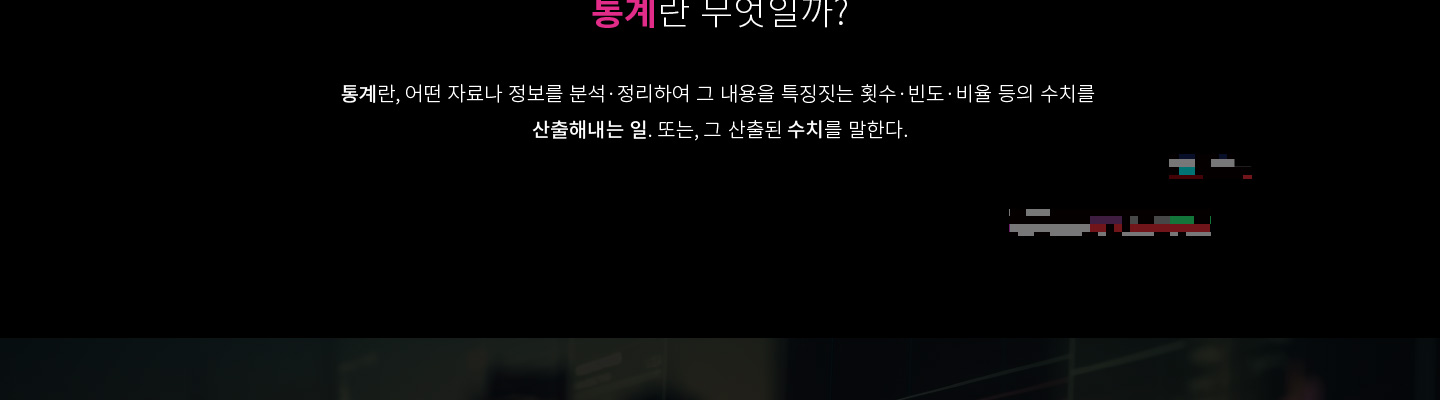 통계란 무엇일까?
통계란, 어떤 자료나 정보를 분석·정리하여 그 내용을 특징짓는 횟수·빈도·비율 등의 수치를
산출해내는 일. 또는, 그 산출된 수치를 말한다.